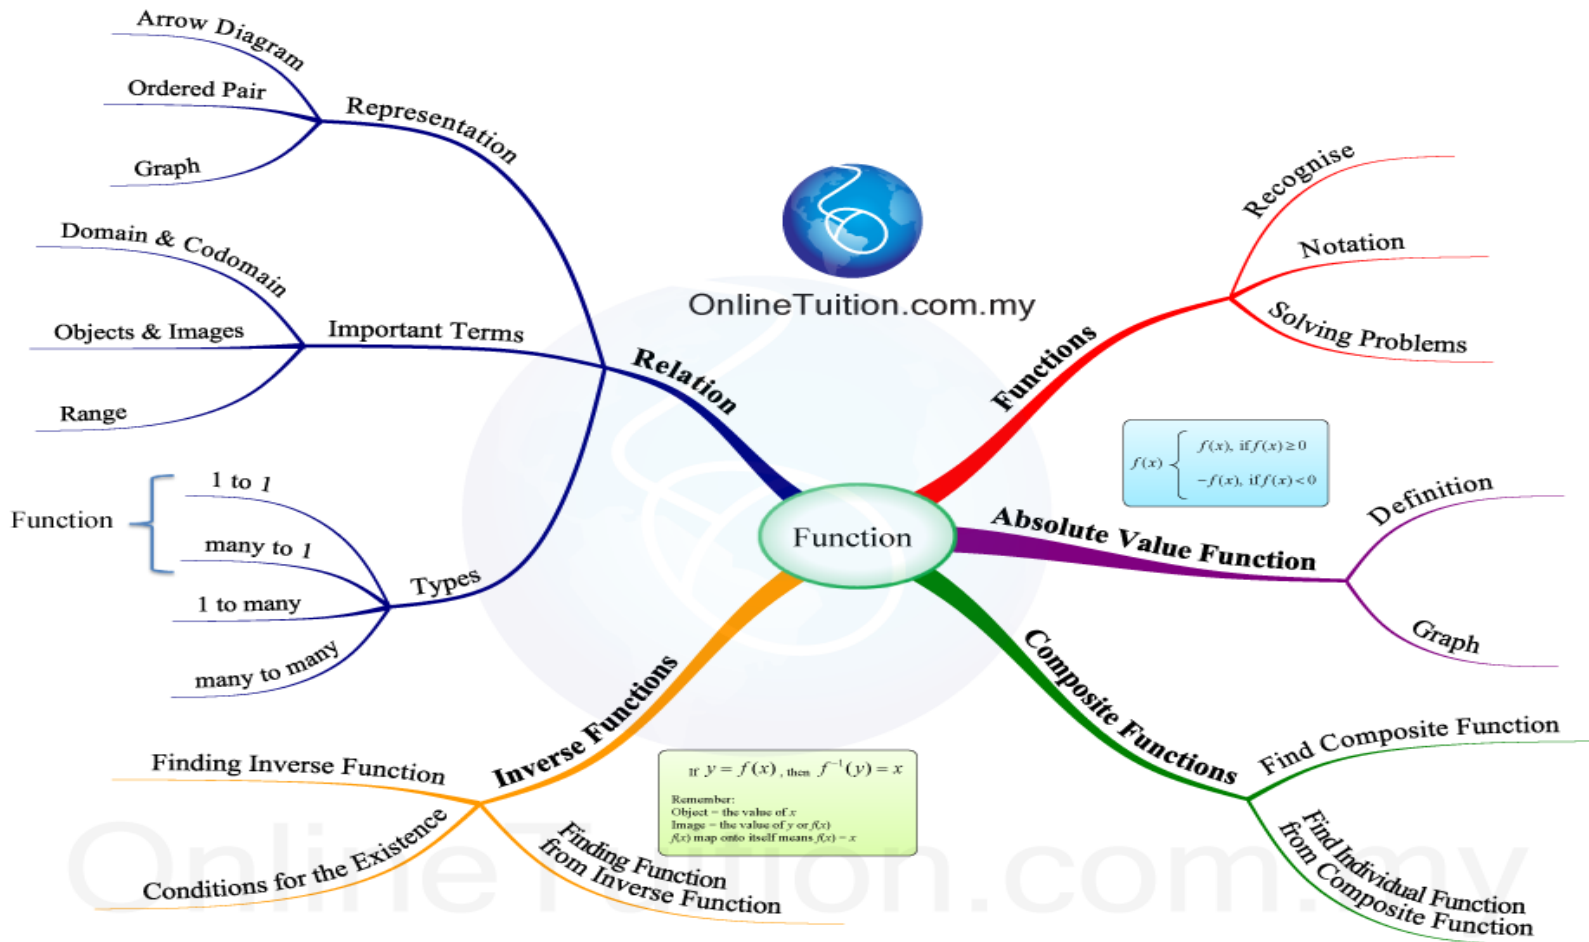 Arrow Diagram
Ordered Pair
Graph
Representation
Domain & Codomain
Objects & Images
Range
Important Terms
Relation
Function
1 to 1
many to 1
1 to many
many to many
Types
OnlineTuition.com.my
Functions
Recognise
Notation
Solving Problems
f(x) { f(x), if f(x) ≥ 0
-f(x), if f(x) < 0
Function
Absolute Value Function
Definition
Graph
Composite Functions
Find Composite Function
Find Individual Function
from Composite Function
Inverse Functions
Finding Inverse Function
Conditions for the Existence
Finding Function
from Inverse Function
If y = f(x) , then f⁻¹(y) = x
Remember:
Object = the value of x
Image = the value of y or f(x)
f(x) map onto itself means f(x) = x
OnlineTuition.com.my